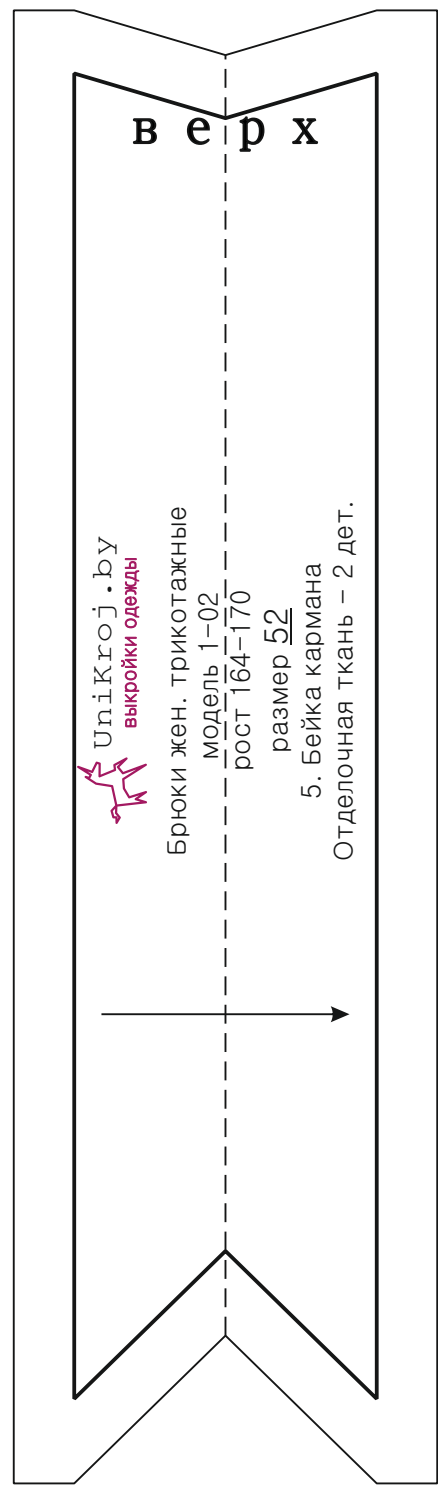 верх
UniKroj.by
выкройки одежды
Брюки жен. трикотажные
модель 1-02
рост 164-170
размер 52
5. Бейка кармана
Отделочная ткань - 2 дет.